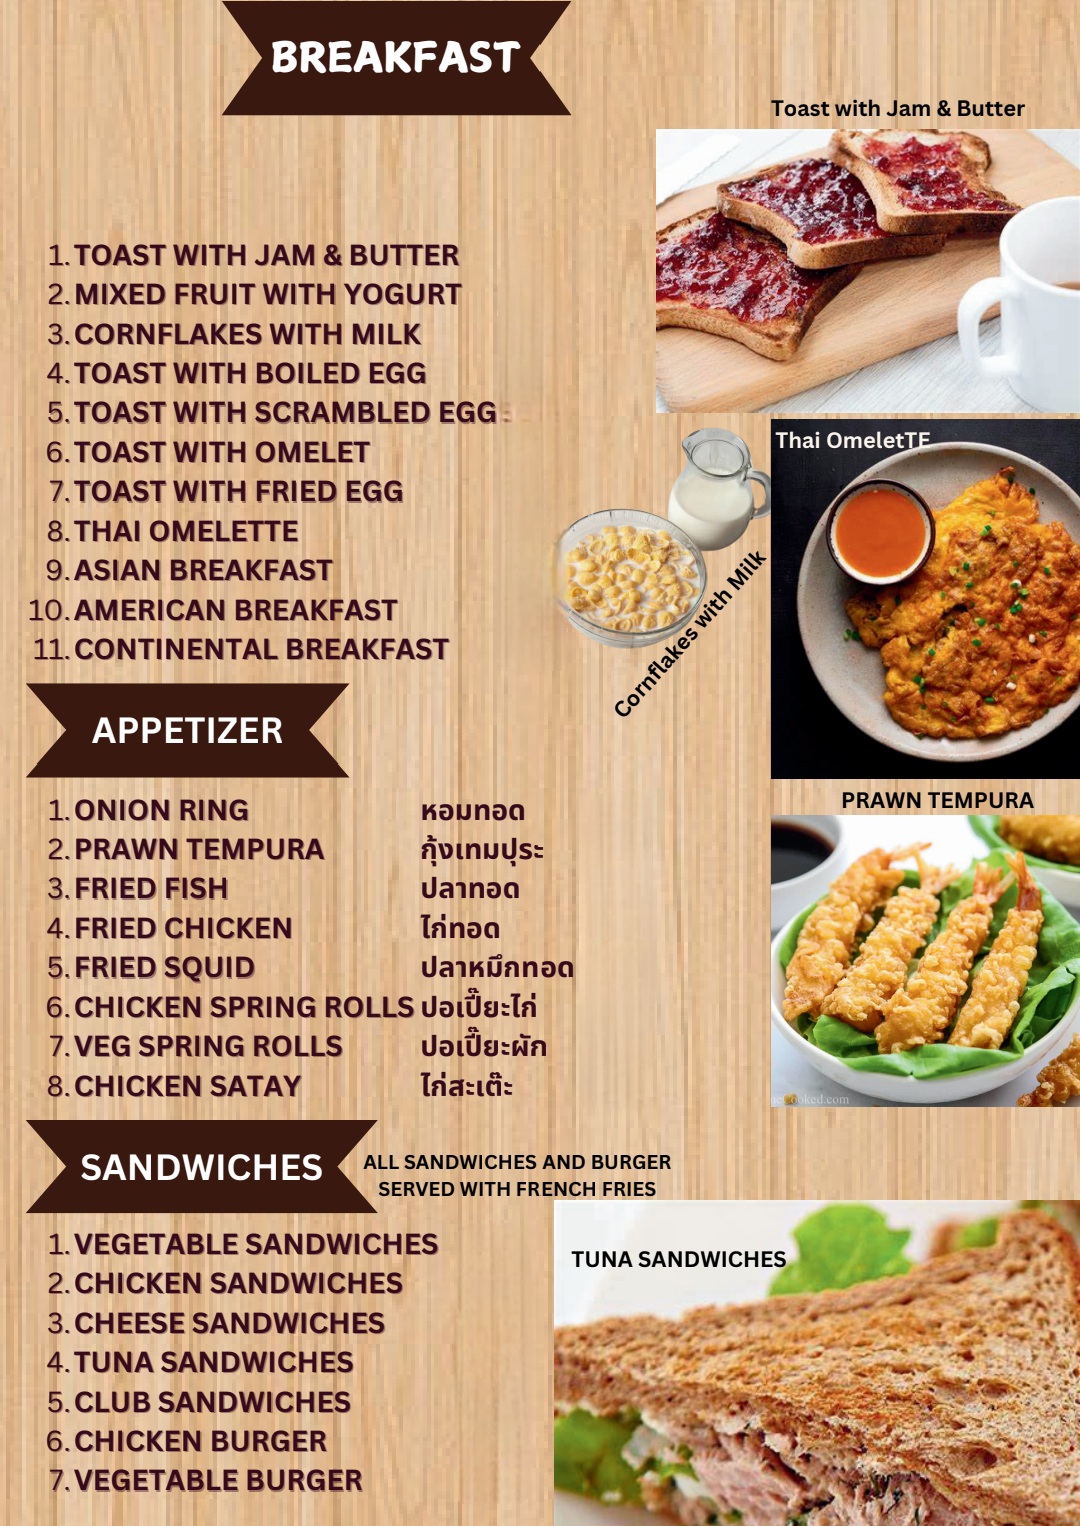 BREAKFAST
Toast with Jam & Butter
1. TOAST WITH JAM & BUTTER
2. MIXED FRUIT WITH YOGURT
3. CORNFLAKES WITH MILK
4. TOAST WITH BOILED EGG
5. TOAST WITH SCRAMBLED EGG
6. TOAST WITH OMELET
7. TOAST WITH FRIED EGG
8. THAI OMELETTE
9. ASIAN BREAKFAST
10. AMERICAN BREAKFAST
11. CONTINENTAL BREAKFAST
Thai OmeletTE
Cornflakes with Milk
APPETIZER
PRAWN TEMPURA
1. ONION RING หอมทอด
2. PRAWN TEMPURA กุ้งเทมปุระ
3. FRIED FISH ปลาทอด
4. FRIED CHICKEN ไก่ทอด
5. FRIED SQUID ปลาหมึกทอด
6. CHICKEN SPRING ROLLS ปอเปี๊ยะไก่
7. VEG SPRING ROLLS ปอเปี๊ยะผัก
8. CHICKEN SATAY ไก่สะเต๊ะ
SANDWICHES
ALL SANDWICHES AND BURGER
SERVED WITH FRENCH FRIES
1. VEGETABLE SANDWICHES
2. CHICKEN SANDWICHES
3. CHEESE SANDWICHES
4. TUNA SANDWICHES
5. CLUB SANDWICHES
6. CHICKEN BURGER
7. VEGETABLE BURGER
TUNA SANDWICHES